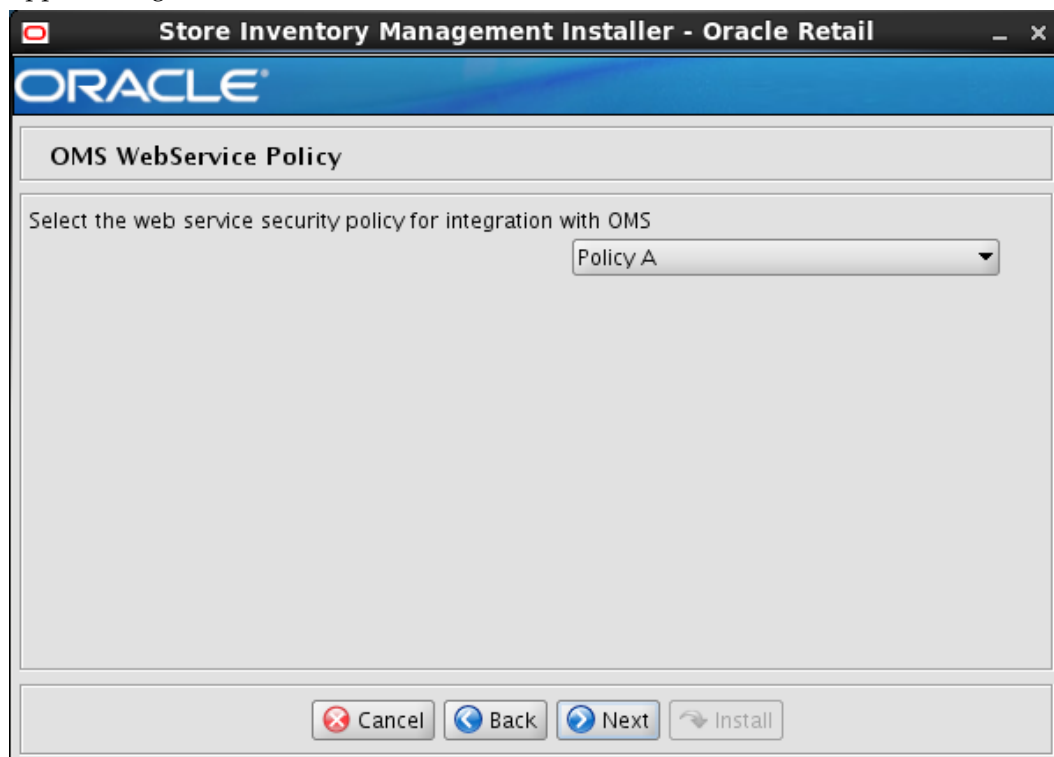 Store Inventory Management Installer - Oracle Retail
ORACLE
OMS WebService Policy
Select the web service security policy for integration with OMS
Policy A
Cancel Back Next Install